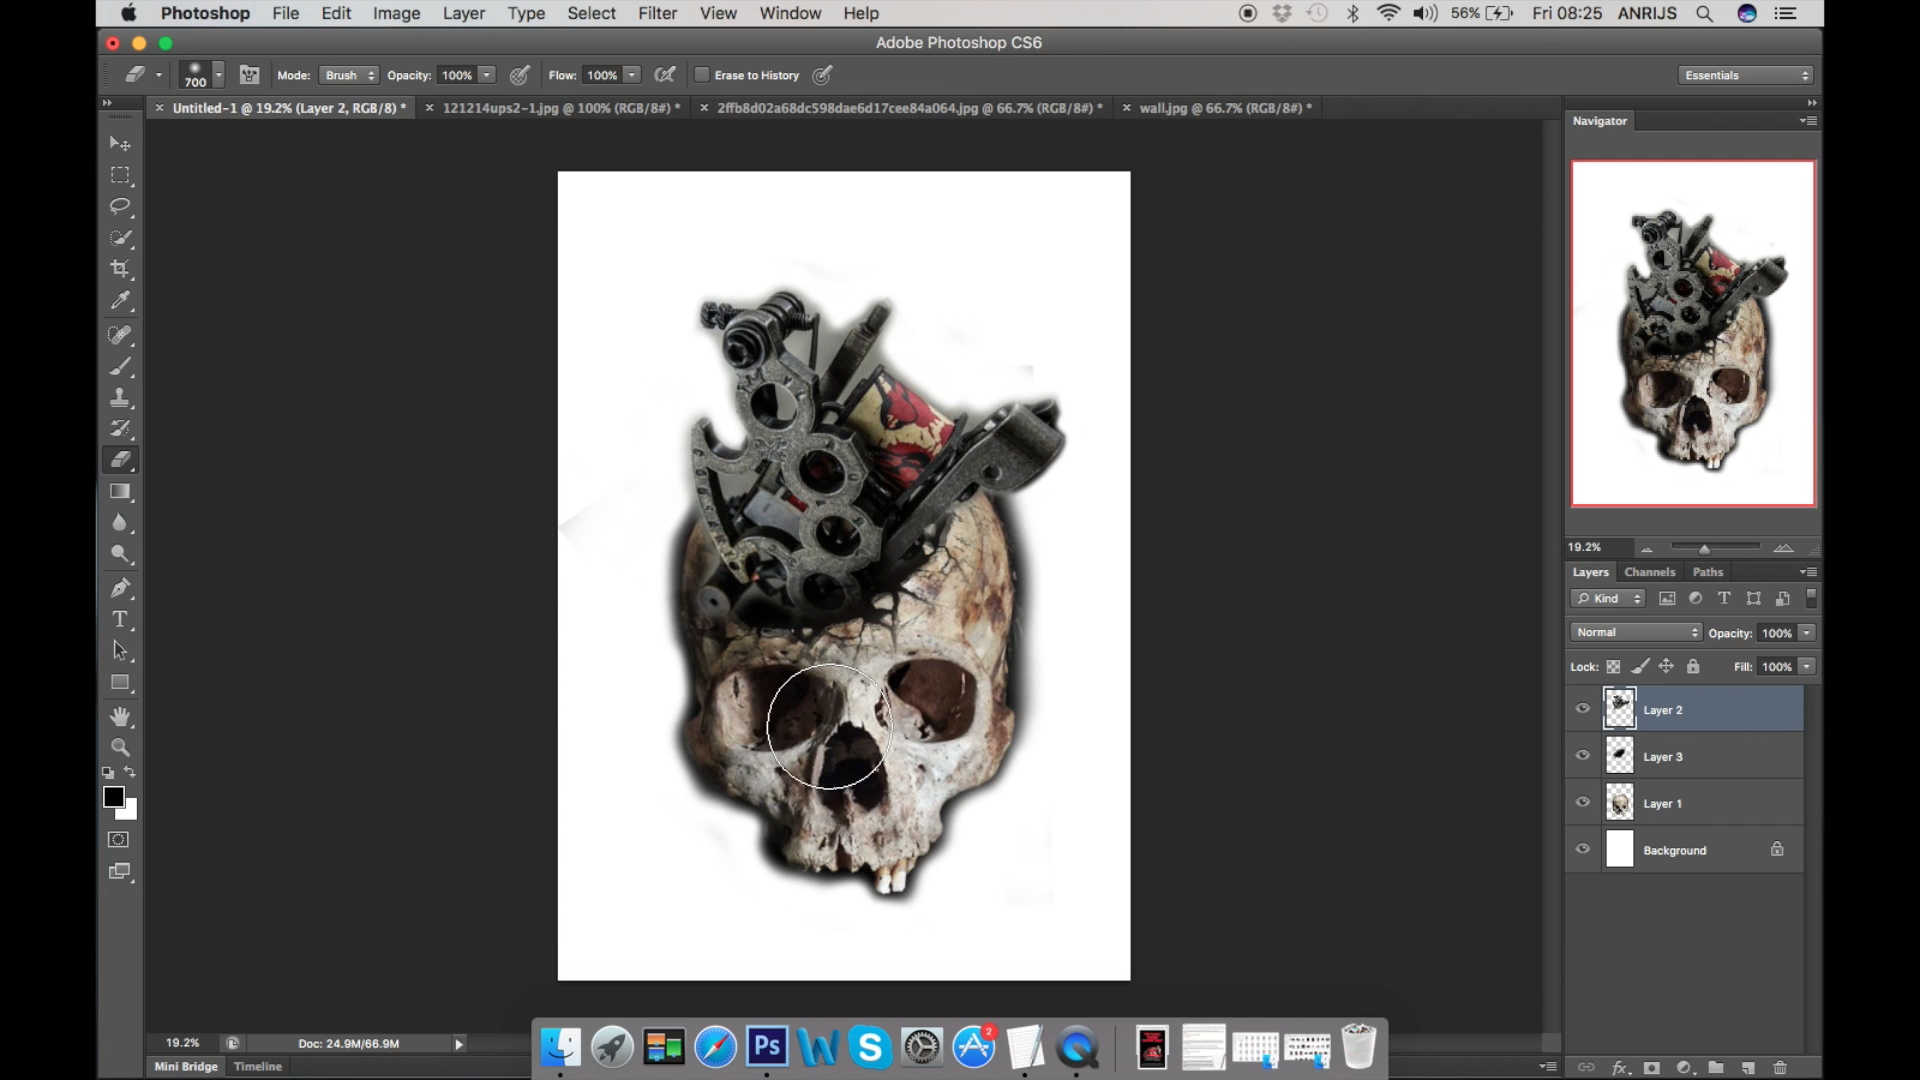 Photoshop File Edit Image Layer Type Select Filter View Window Help 56% Fri 08:25 ANRIJS
Adobe Photoshop CS6
700 Mode: Brush Opacity: 100% Flow: 100% Erase to History Essentials
Untitled-1 @ 19.2% (Layer 2, RGB/8) * 121214ups2-1.jpg @ 100% (RGB/8#) * 2ffb8d02a68dc598dae6d17cee84a064.jpg @ 66.7% (RGB/8#) * wall.jpg @ 66.7% (RGB/8#) *
Navigator
19.2%
Layers Channels Paths
Kind
Normal Opacity: 100%
Lock: Fill: 100%
Layer 2
Layer 3
Layer 1
Background
19.2% Doc: 24.9M/66.9M
Mini Bridge Timeline
Ps
W
S
2